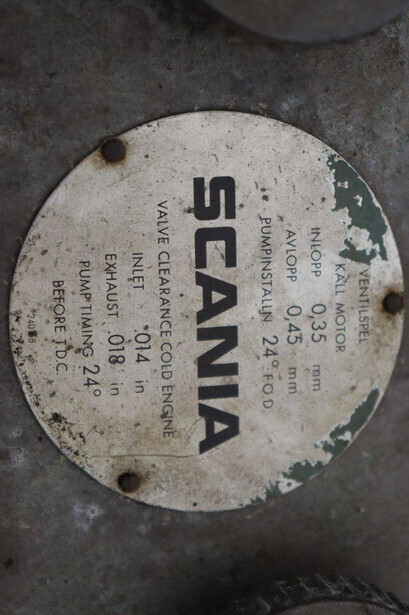 VENTILSPEL
KALL MOTOR
INLOPP 0,35 mm
AVLOPP 0,45 mm
PUMPINSTÄLLN 24° F Ö D
SCANIA
VALVE CLEARANCE COLD ENGINE
INLET .014 in
EXHAUST .018 in
PUMP TIMING 24°
BEFORE T.D.C.